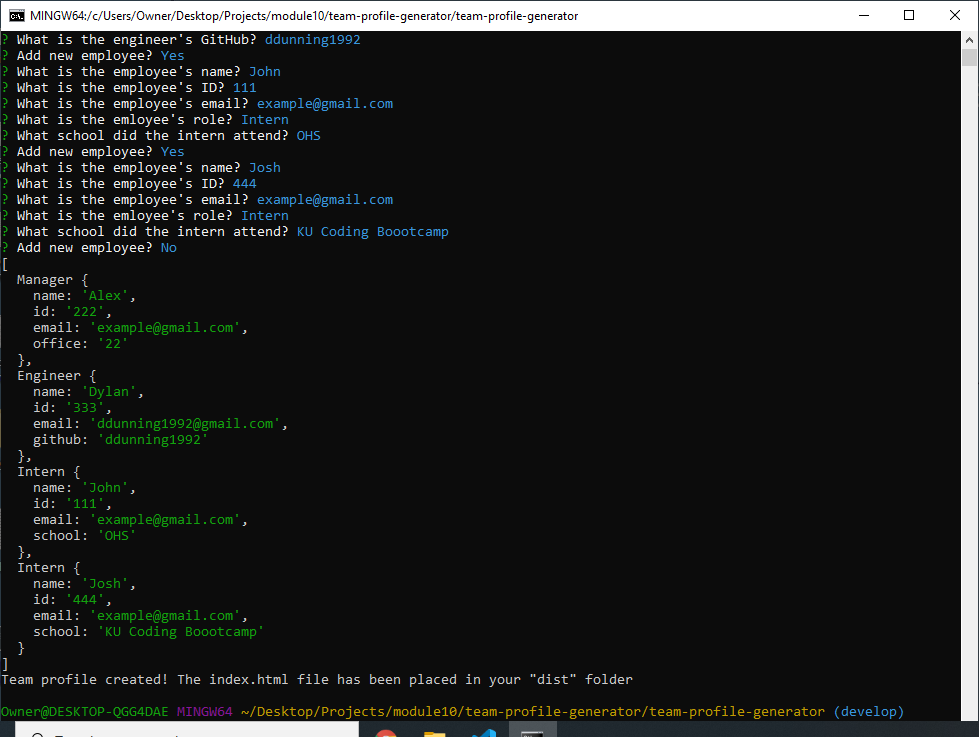 MINGW64:/c/Users/Owner/Desktop/Projects/module10/team-profile-generator/team-profile-generator
? What is the engineer's GitHub? ddunning1992
? Add new employee? Yes
? What is the employee's name? John
? What is the employee's ID? 111
? What is the employee's email? example@gmail.com
? What is the emloyee's role? Intern
? What school did the intern attend? OHS
? Add new employee? Yes
? What is the employee's name? Josh
? What is the employee's ID? 444
? What is the employee's email? example@gmail.com
? What is the emloyee's role? Intern
? What school did the intern attend? KU Coding Boootcamp
? Add new employee? No
[
  Manager {
    name: 'Alex',
    id: '222',
    email: 'example@gmail.com',
    office: '22'
  },
  Engineer {
    name: 'Dylan',
    id: '333',
    email: 'ddunning1992@gmail.com',
    github: 'ddunning1992'
  },
  Intern {
    name: 'John',
    id: '111',
    email: 'example@gmail.com',
    school: 'OHS'
  },
  Intern {
    name: 'Josh',
    id: '444',
    email: 'example@gmail.com',
    school: 'KU Coding Boootcamp'
  }
]
Team profile created! The index.html file has been placed in your "dist" folder
Owner@DESKTOP-QGG4DAE MINGW64 ~/Desktop/Projects/module10/team-profile-generator/team-profile-generator (develop)